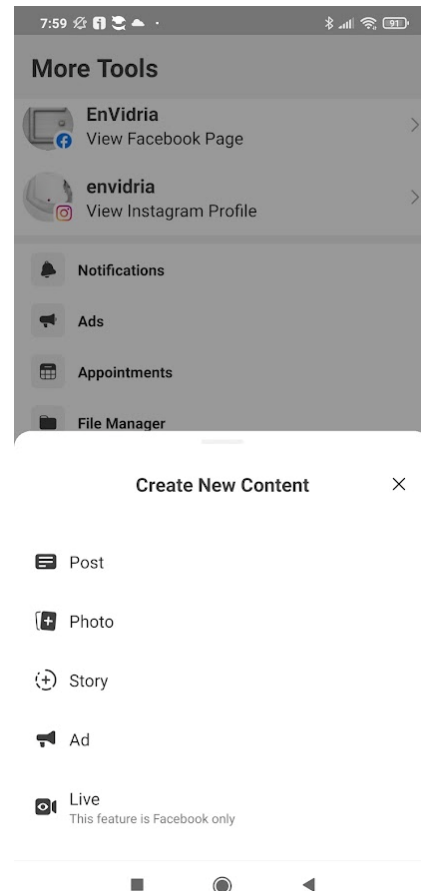 7:59
91
More Tools
EnVidria
View Facebook Page
envidria
View Instagram Profile
Notifications
Ads
Appointments
File Manager
Create New Content
Post
Photo
Story
Ad
Live
This feature is Facebook only